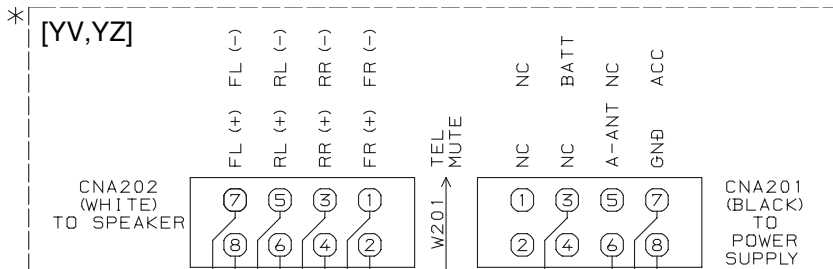 *
[YV,YZ]
FL (+) FL (-)
RL (+) RL (-)
RR (+) RR (-)
FR (+) FR (-)
TEL
MUTE
W201
NC NC
NC BATT
A-ANT NC
GND ACC
CNA202
(WHITE)
TO SPEAKER
7 5 3 1
8 6 4 2
1 3 5 7
2 4 6 8
CNA201
(BLACK)
TO
POWER
SUPPLY